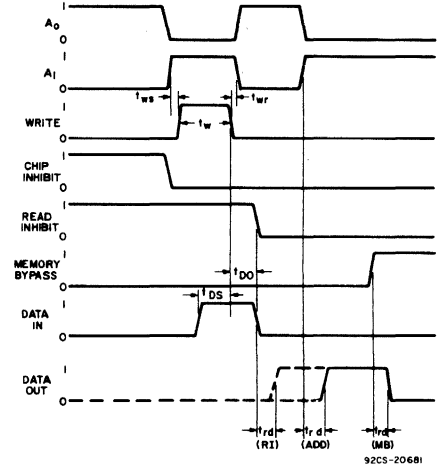 1
A₀
0
1
A₁
0
tws
twr
1
WRITE
tw
0
1
CHIP
INHIBIT
0
1
READ
INHIBIT
0
1
MEMORY
BYPASS
0
tDO
tDS
1
DATA
IN
0
1
DATA
OUT
0
trd
(RI)
trd
(ADD)
trd
(MB)
92CS-20681